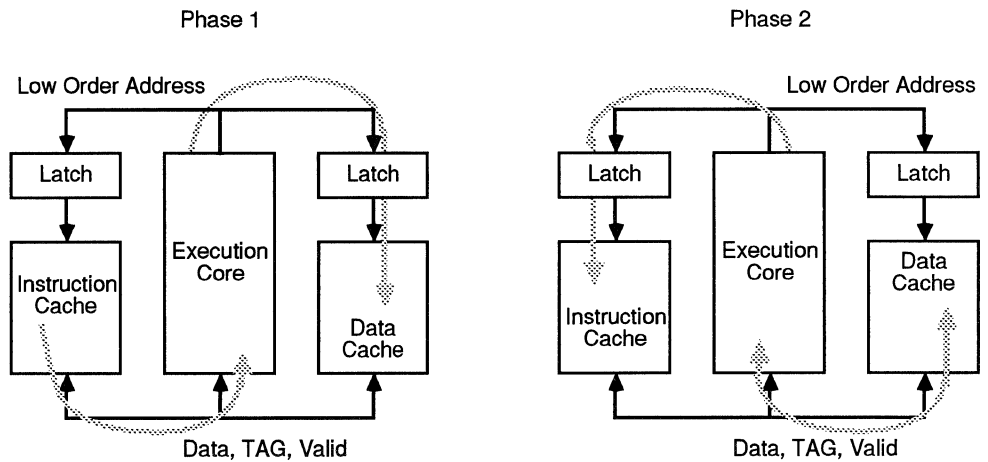 Phase 1
Low Order Address
Latch
Latch
Execution
Core
Instruction
Cache
Data
Cache
Data, TAG, Valid
Phase 2
Low Order Address
Latch
Latch
Execution
Core
Data
Cache
Instruction
Cache
Data, TAG, Valid